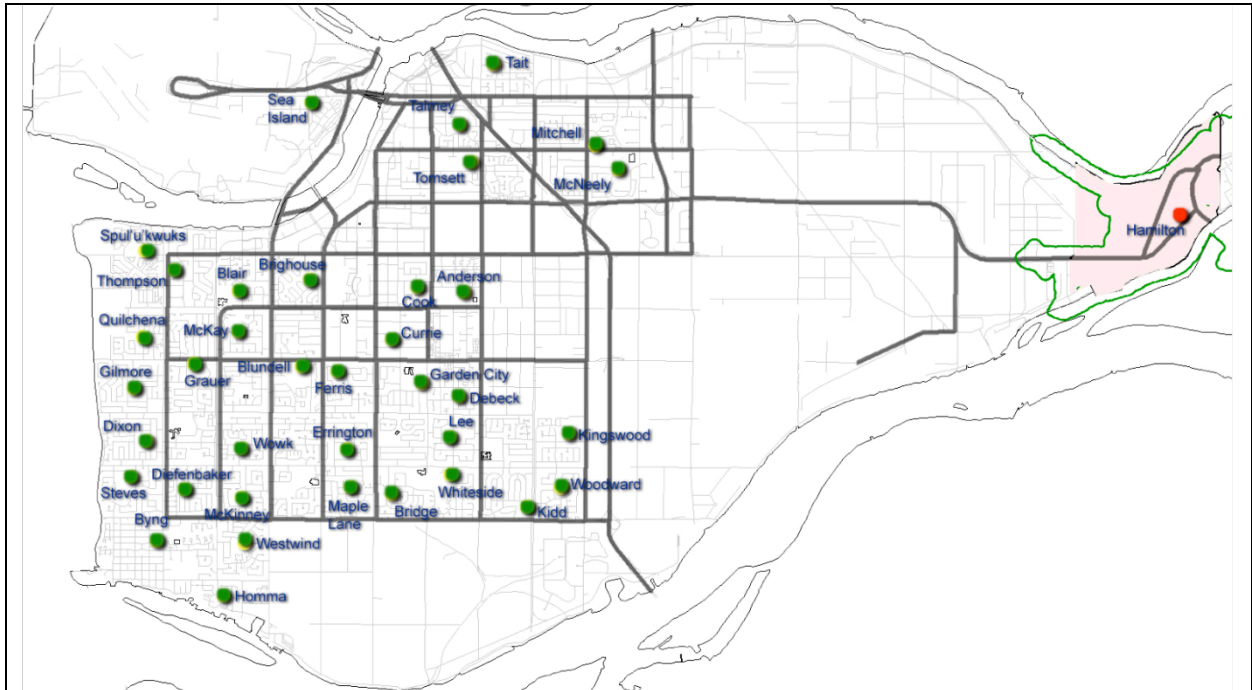 Tait
Sea
Island
Talmey
Mitchell
Tomsett
McNeely
Hamilton
Spul'u'kwuks
Thompson
Blair
Brighouse
Anderson
Cook
Quilchena
McKay
Currie
Gilmore
Grauer
Blundell
Ferris
Garden City
Debeck
Dixon
Errington
Lee
Kingswood
Wowk
Diefenbaker
Steves
McKinney
Maple
Lane
Bridge
Whiteside
Woodward
Kidd
Byng
Westwind
Homma